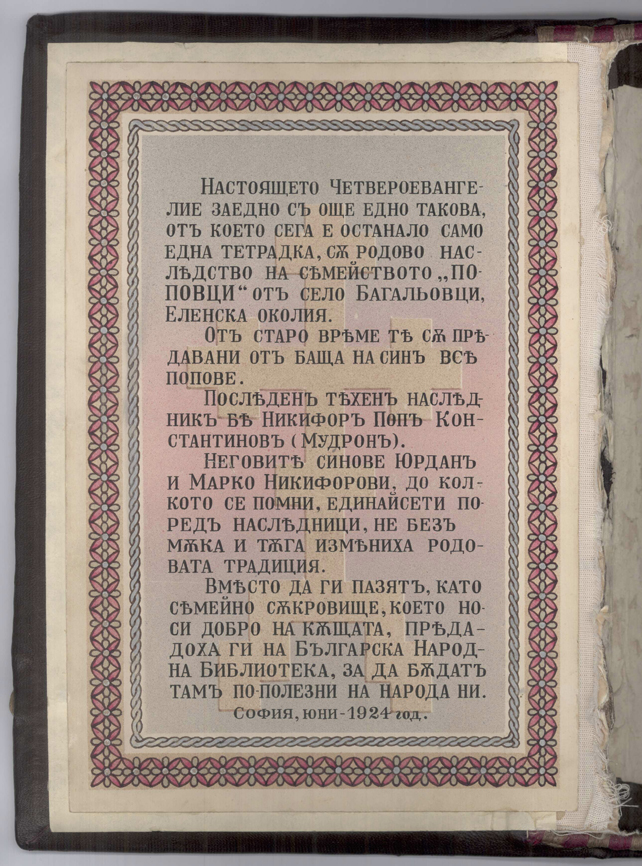 Настоящето Четвероеванге-
лие заедно съ още едно такова,
отъ което сега е останало само
една тетрадка, сѫ родово нас-
лѣдство на сѣмейството „По-
повци“ отъ село Багальовци,
Еленска околия.
Отъ старо врѣме тѣ сѫ прѣ-
давани отъ баща на синъ всѣ
попове.
Послѣденъ тѣхенъ наслѣд-
никъ бѣ Никифоръ Попъ Кон-
стантиновъ (Мудронъ).
Неговитѣ синове Юрданъ
и Марко Никифорови, до кол-
кото се помни, единайсети по-
редъ наслѣдници, не безъ
мѫка и тѫга измѣниха родо-
вата традиция.
Вмѣсто да ги пазятъ, като
сѣмейно сѫкровище, което но-
си добро на кѫщата, прѣда-
доха ги на Българска Народ-
на Библиотека, за да бѫдатъ
тамъ по-полезни на народа ни.
София, юни-1924 год.